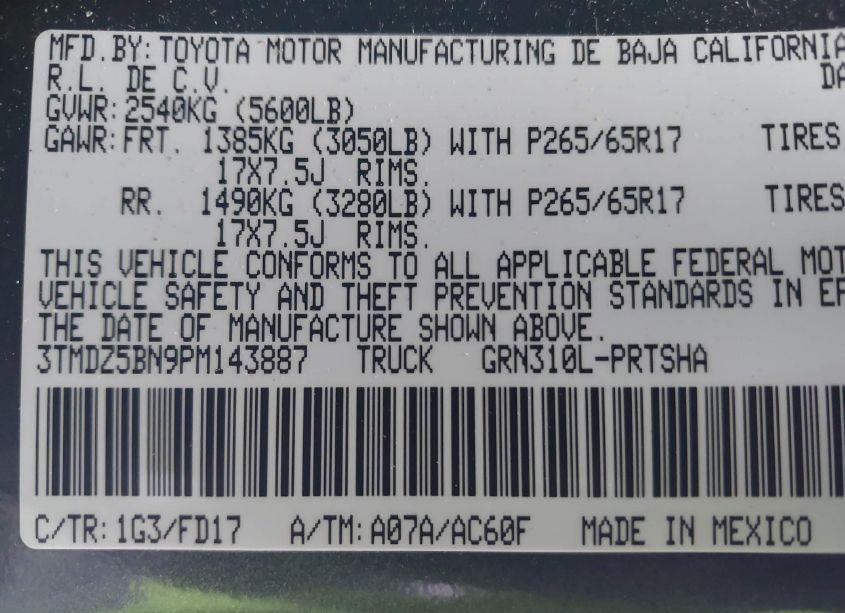 MFD.BY: TOYOTA MOTOR MANUFACTURING DE BAJA CALIFORNIA
R.L. DE C.V. DA
GVWR: 2540KG (5600LB)
GAWR: FRT. 1385KG (3050LB) WITH P265/65R17 TIRES
17X7.5J RIMS.
RR. 1490KG (3280LB) WITH P265/65R17 TIRES
17X7.5J RIMS.
THIS VEHICLE CONFORMS TO ALL APPLICABLE FEDERAL MOT
VEHICLE SAFETY AND THEFT PREVENTION STANDARDS IN EF
THE DATE OF MANUFACTURE SHOWN ABOVE.
3TMDZ5BN9PM143887 TRUCK GRN310L-PRTSHA
C/TR: 1G3/FD17 A/TM: A07A/AC60F MADE IN MEXICO